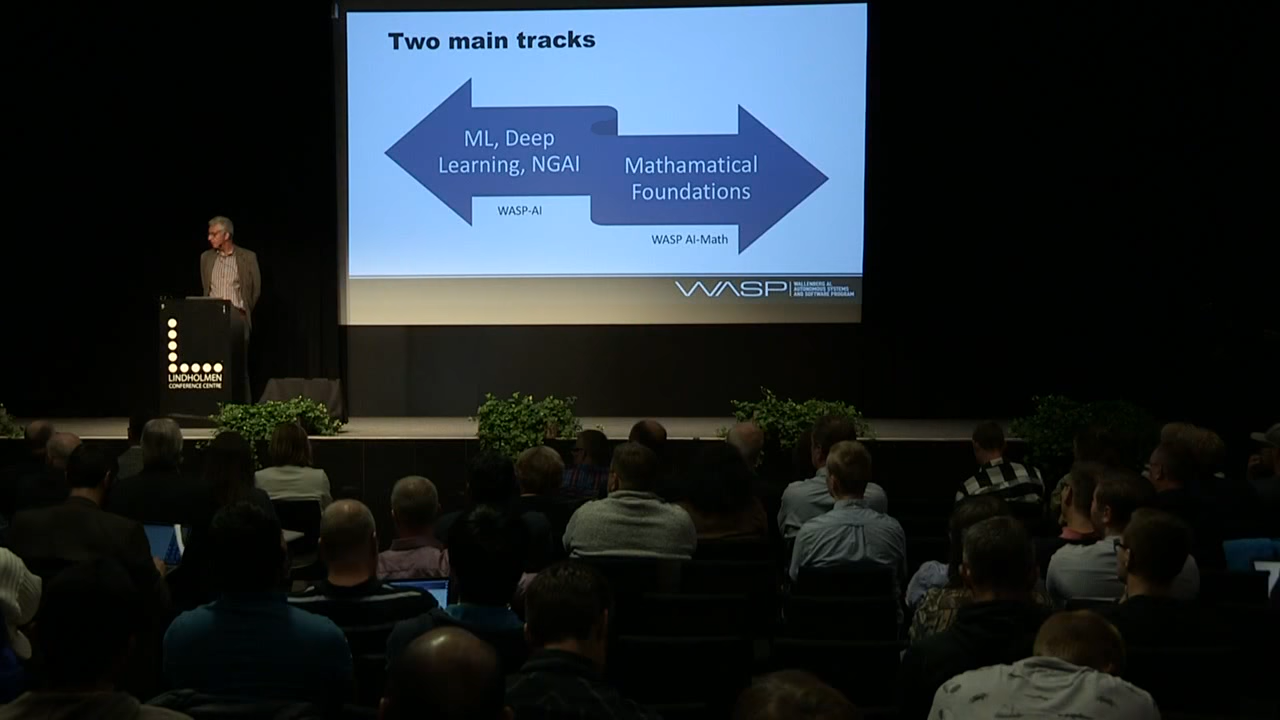 Two main tracks
ML, Deep
Learning, NGAI
WASP-AI
Mathamatical
Foundations
WASP AI-Math
WASP
WALLENBERG AI,
AUTONOMOUS SYSTEMS
AND SOFTWARE PROGRAM
LINDHOLMEN
CONFERENCE CENTRE